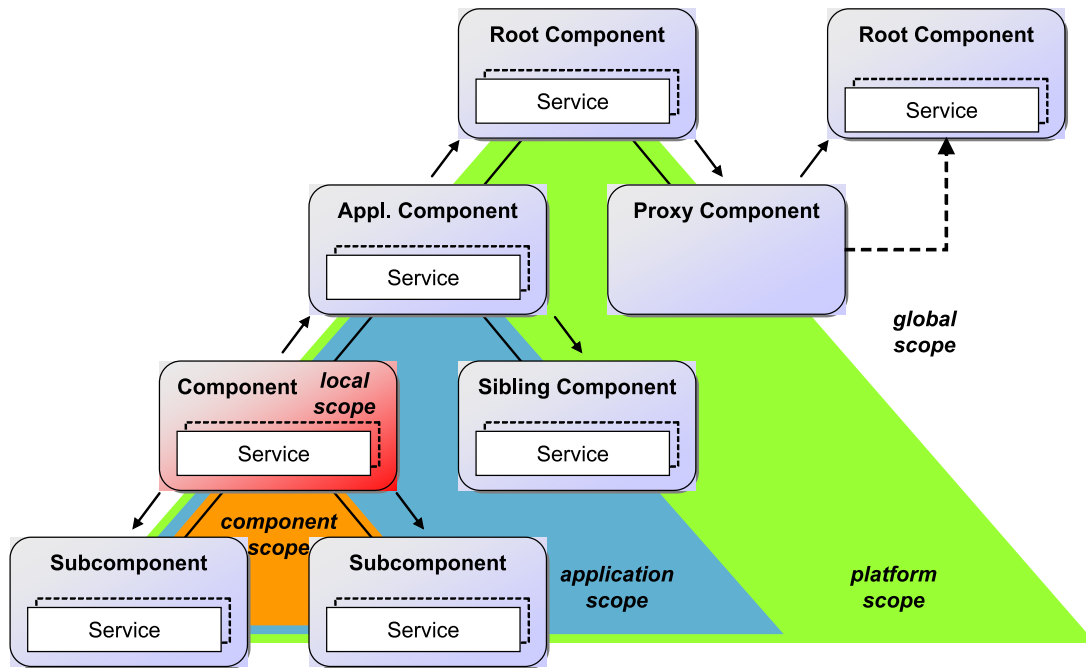 Root Component
Service
Root Component
Service
Appl. Component
Service
Proxy Component
global
scope
Component
local
scope
Service
Sibling Component
Service
component
scope
Subcomponent
Service
Subcomponent
Service
application
scope
platform
scope